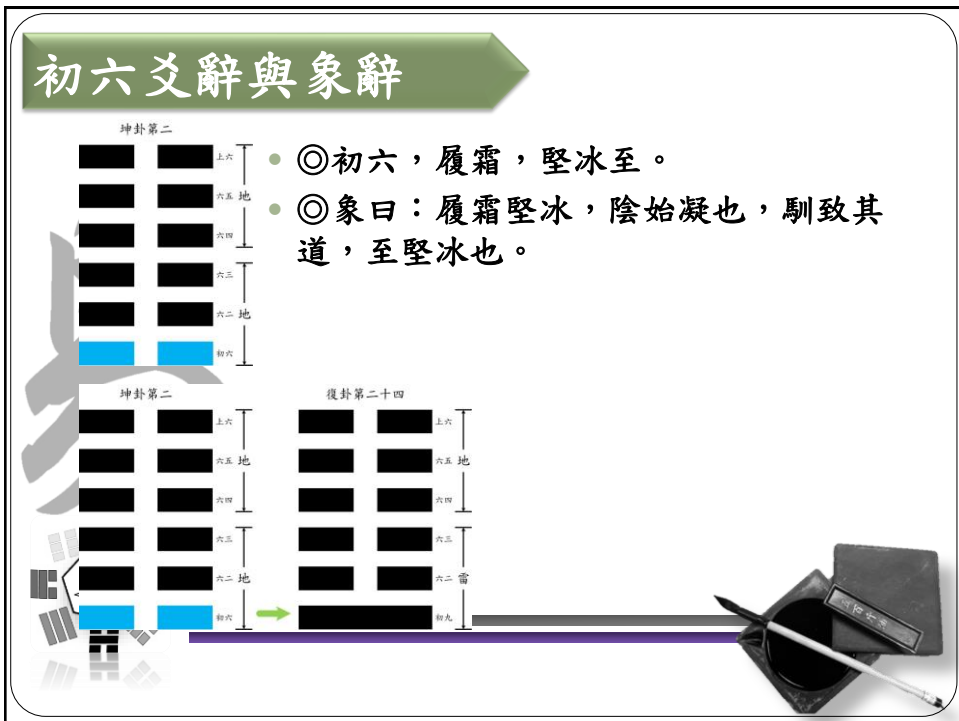 初六爻辭與象辭
坤卦第二
上六
六五 地
六四
六三
六二 地
初六
◎初六，履霜，堅冰至。
◎象曰：履霜堅冰，陰始凝也，馴致其
道，至堅冰也。
坤卦第二
上六
六五 地
六四
六三
六二 地
初六
復卦第二十四
上六
六五 地
六四
六三
六二 雷
初九